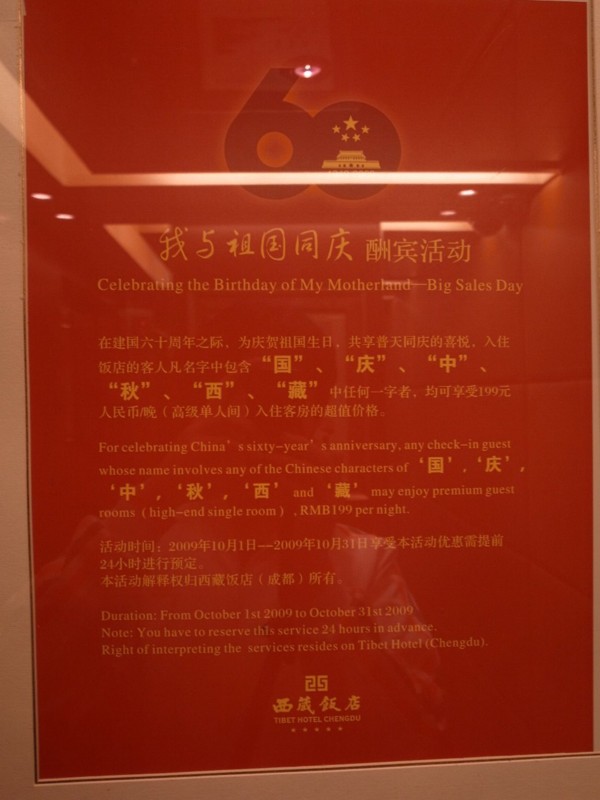 60
我与祖国同庆 酬宾活动
Celebrating the Birthday of My Motherland—Big Sales Day
在建国六十周年之际，为庆贺祖国生日，共享普天同庆的喜悦，入住
饭店的客人凡名字中包含“国”、“庆”、“中”、
“秋”、“西”、“藏”中任何一字者，均可享受199元
人民币/晚（高级单人间）入住客房的超值价格。
For celebrating China's sixty-year's anniversary, any check-in guest
whose name involves any of the Chinese characters of ‘国’, ‘庆’,
‘中’, ‘秋’, ‘西’ and ‘藏’ may enjoy premium guest
rooms (high-end single room) , RMB199 per night.
活动时间：2009年10月1日—2009年10月31日享受本活动优惠需提前
24小时进行预定。
本活动解释权归西藏饭店（成都）所有。
Duration: From October 1st 2009 to October 31st 2009
Note: You have to reserve this service 24 hours in advance.
Right of interpreting the services resides on Tibet Hotel (Chengdu).
西藏饭店
TIBET HOTEL CHENGDU